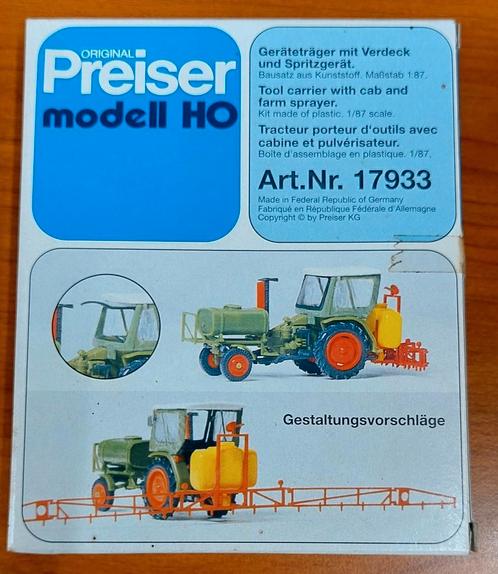 ORIGINAL
Preiser
modell HO
Geräteträger mit Verdeck
und Spritzgerät.
Bausatz aus Kunststoff. Maßstab 1:87.
Tool carrier with cab and
farm sprayer.
Kit made of plastic. 1/87 scale.
Tracteur porteur d'outils avec
cabine et pulvérisateur.
Boîte d'assemblage en plastique. 1/87.
Art.Nr. 17933
Made in Federal Republic of Germany
Fabriqué en République Fédérale d'Allemagne
Copyright © by Preiser KG
Gestaltungsvorschläge